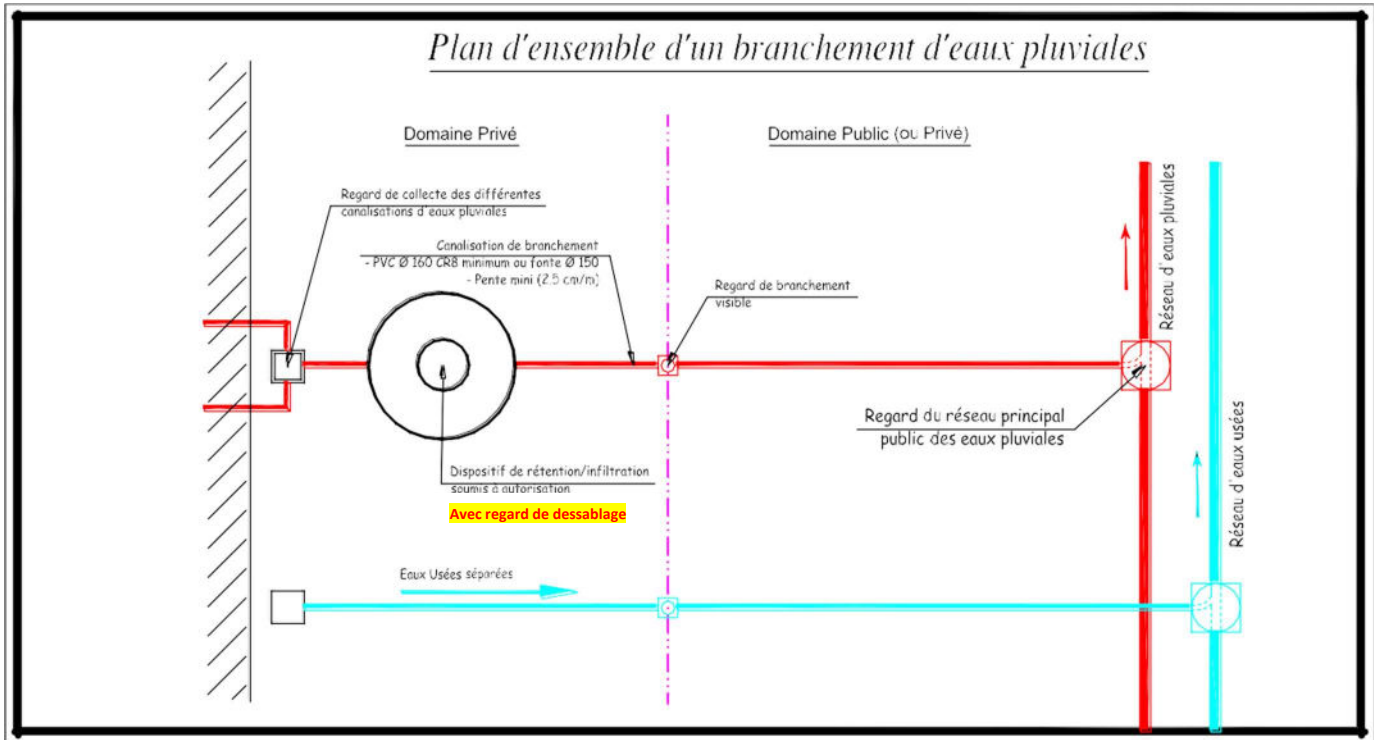 Plan d'ensemble d'un branchement d'eaux pluviales
Domaine Privé
Domaine Public (ou Privé)
Regard de collecte des différentes
canalisations d'eaux pluviales
Canalisation de branchement
- PVC Ø 160 CR8 minimum ou fonte Ø 150
- Pente mini (2.5 cm/m)
Regard de branchement
visible
Réseau d'eaux pluviales
Regard du réseau principal
public des eaux pluviales
Dispositif de rétention/infiltration
soumis à autorisation
Avec regard de dessablage
Réseau d'eaux usées
Eaux Usées séparées